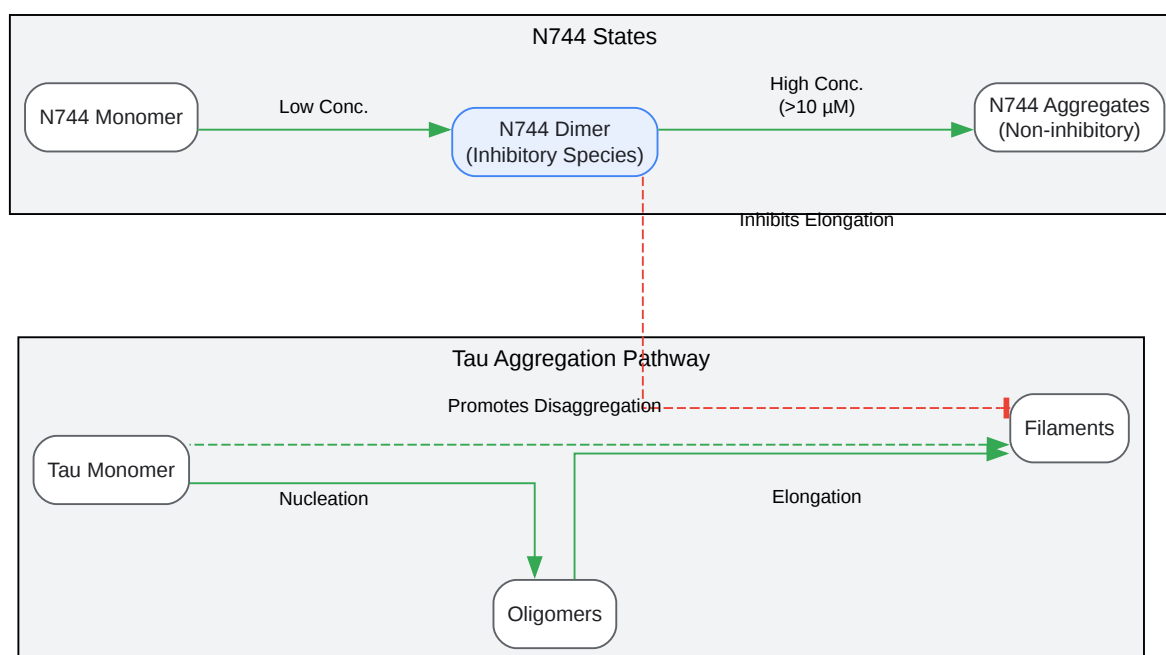 N744 States
N744 Monomer
Low Conc.
N744 Dimer
(Inhibitory Species)
High Conc.
(>10 µM)
N744 Aggregates
(Non-inhibitory)
Inhibits Elongation
Tau Aggregation Pathway
Promotes Disaggregation
Filaments
Tau Monomer
Nucleation
Elongation
Oligomers